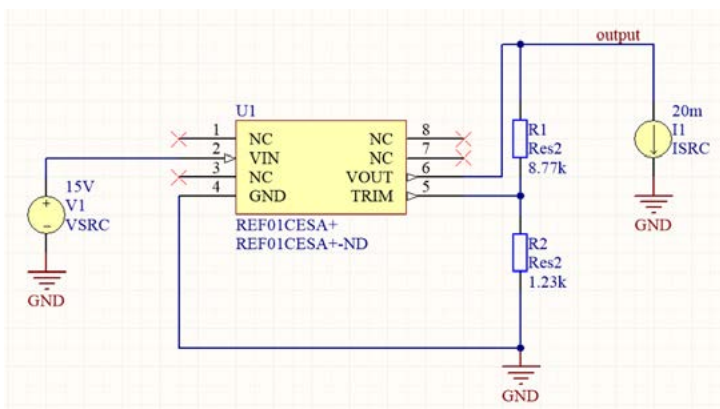 output
U1
20m
I1
ISRC
1 NC NC 8
2 VIN NC 7
3 NC VOUT 6
4 GND TRIM 5
R1
Res2
8.77k
15V
V1
VSRC
REF01CESA+
REF01CESA+-ND
R2
Res2
1.23k
GND
GND
GND